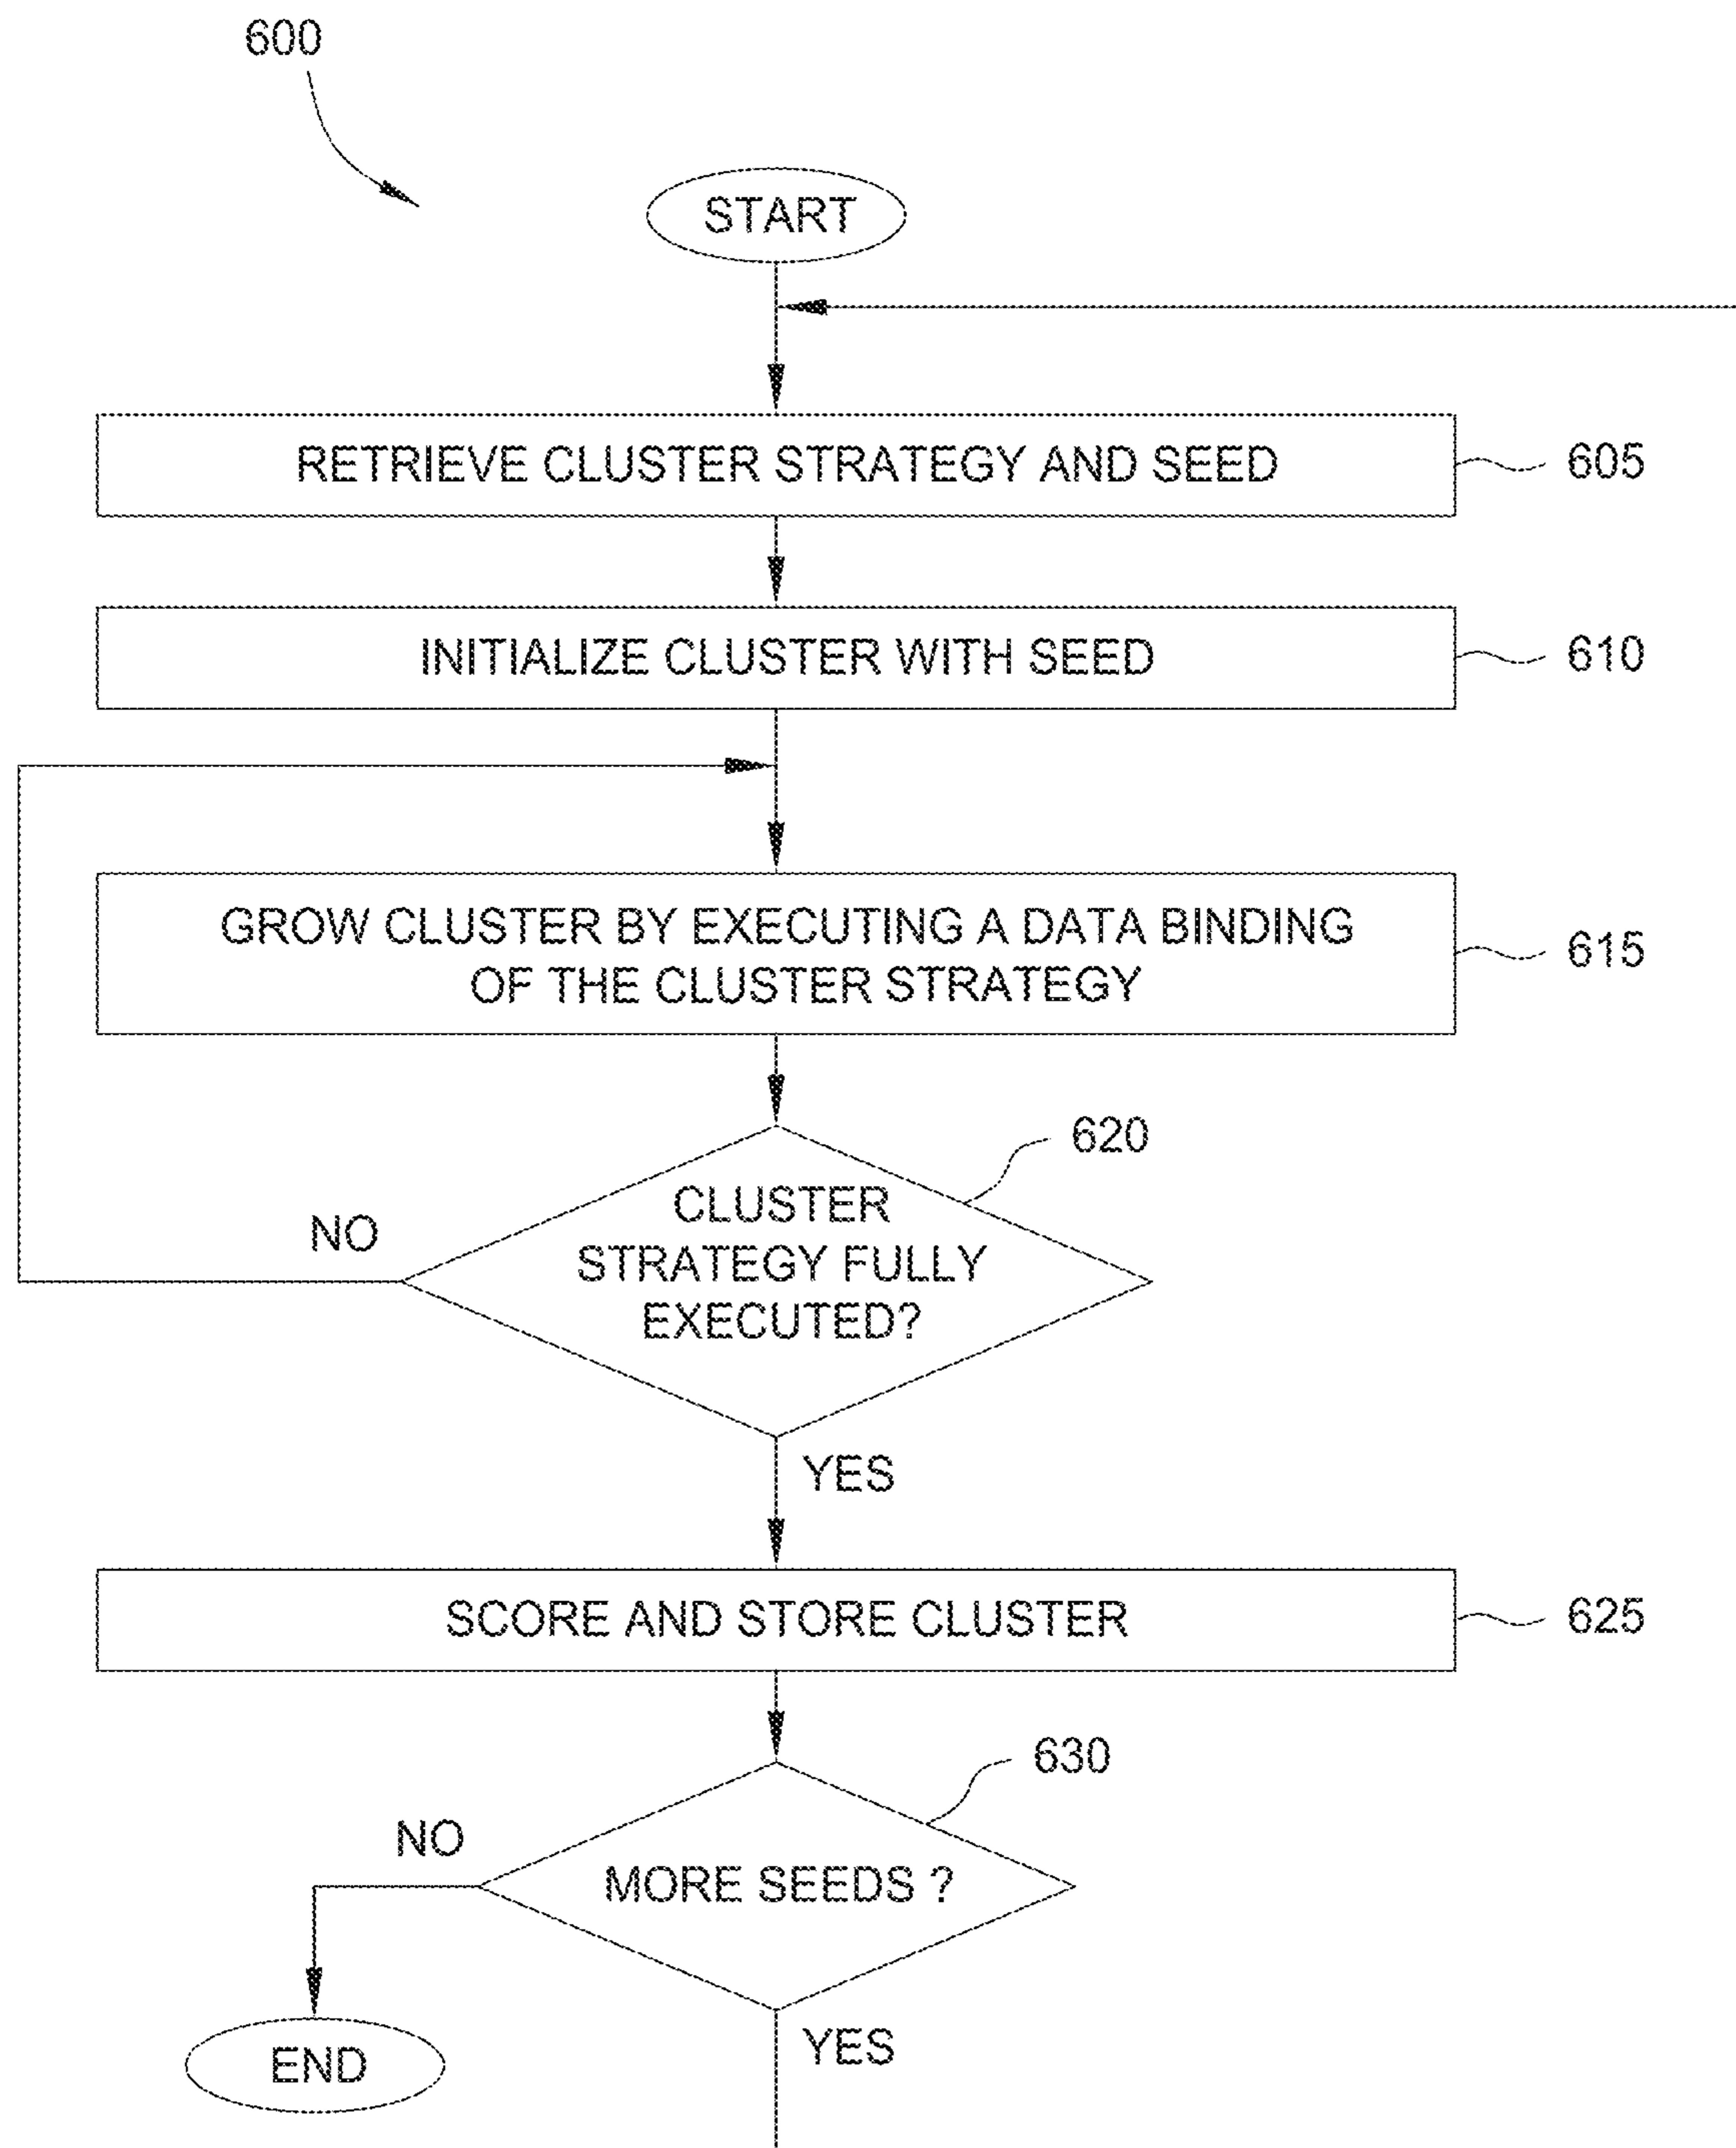 600
START
RETRIEVE CLUSTER STRATEGY AND SEED
605
INITIALIZE CLUSTER WITH SEED
610
GROW CLUSTER BY EXECUTING A DATA BINDING
OF THE CLUSTER STRATEGY
615
620
CLUSTER
STRATEGY FULLY
EXECUTED?
NO
YES
SCORE AND STORE CLUSTER
625
630
NO
MORE SEEDS ?
YES
END